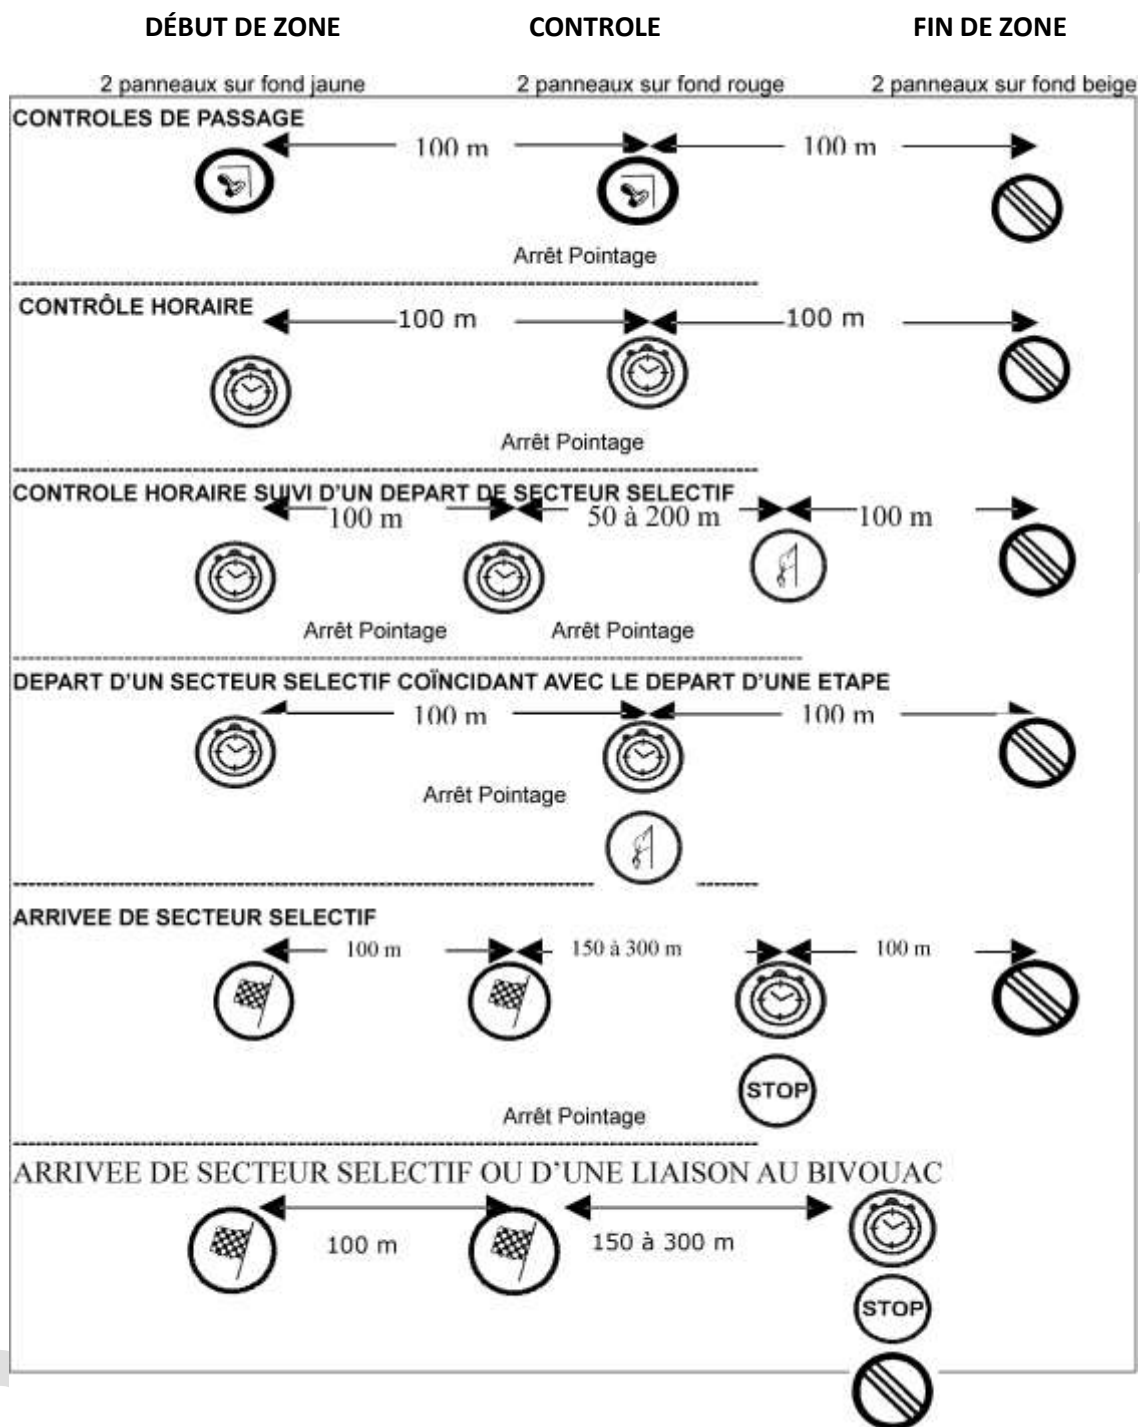 DÉBUT DE ZONE CONTROLE FIN DE ZONE
2 panneaux sur fond jaune 2 panneaux sur fond rouge 2 panneaux sur fond beige
CONTROLES DE PASSAGE
100 m 100 m
Arrêt Pointage
CONTRÔLE HORAIRE
100 m 100 m
Arrêt Pointage
CONTROLE HORAIRE SUIVI D'UN DEPART DE SECTEUR SELECTIF
100 m 50 à 200 m 100 m
Arrêt Pointage Arrêt Pointage
DEPART D'UN SECTEUR SELECTIF COÏNCIDANT AVEC LE DEPART D'UNE ETAPE
100 m 100 m
Arrêt Pointage
ARRIVEE DE SECTEUR SELECTIF
100 m 150 à 300 m 100 m
STOP
Arrêt Pointage
ARRIVEE DE SECTEUR SELECTIF OU D'UNE LIAISON AU BIVOUAC
100 m 150 à 300 m
STOP